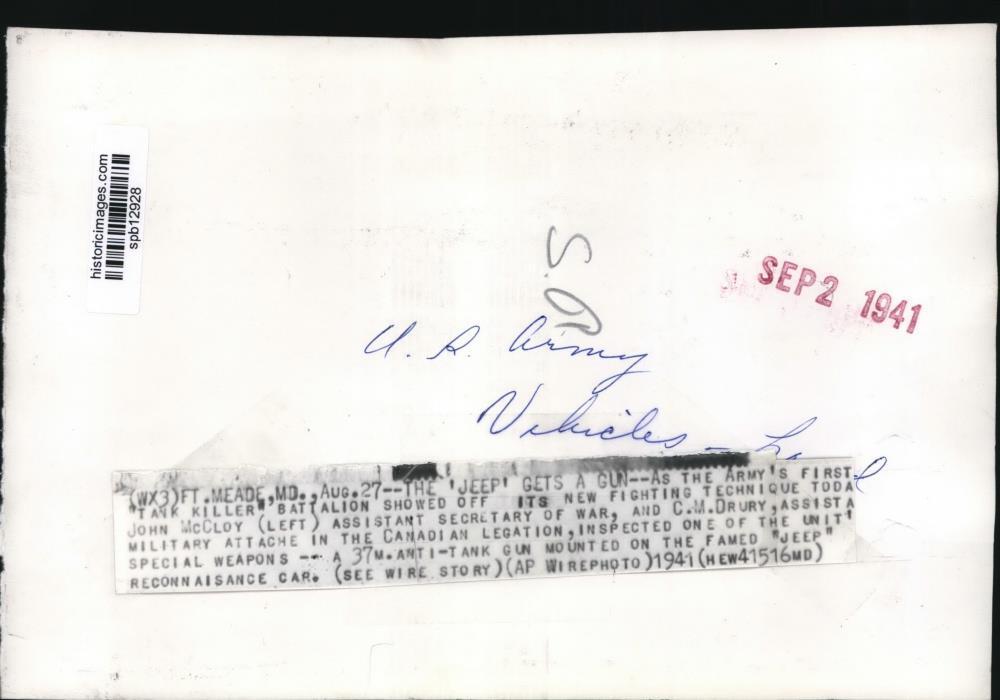 historicimages.com
spb12928
S.
SEP 2 1941
U. S. Army
Vehicles -
(WX3)FT.MEADE,MD.,AUG.27--THE 'JEEP' GETS A GUN--AS THE ARMY'S FIRST
"TANK KILLER" BATTALION SHOWED OFF ITS NEW FIGHTING TECHNIQUE TODA
JOHN MCCLOY (LEFT) ASSISTANT SECRETARY OF WAR, AND C.M.DRURY,ASSISTA
MILITARY ATTACHE IN THE CANADIAN LEGATION,INSPECTED ONE OF THE UNIT'
SPECIAL WEAPONS -- A 37M.ANTI-TANK GUN MOUNTED ON THE FAMED "JEEP"
RECONNAISANCE CAR. (SEE WIRE STORY)(AP WIREPHOTO)1941(HEW41516MD)